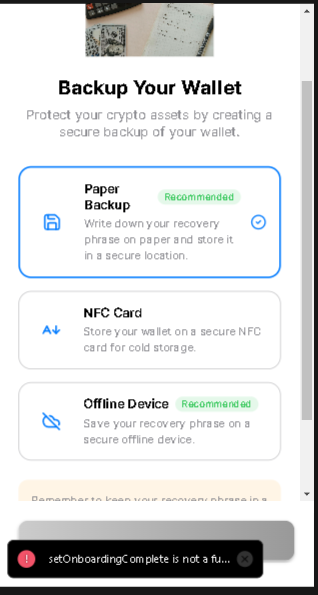 Backup Your Wallet
Protect your crypto assets by creating a
secure backup of your wallet.
Paper
Backup
Recommended
Write down your recovery
phrase on paper and store it
in a secure location.
NFC Card
Store your wallet on a secure NFC
card for cold storage.
Offline Device
Recommended
Save your recovery phrase on a
secure offline device.
Remember to keep your recovery phrase in a
setOnboardingComplete is not a fu...